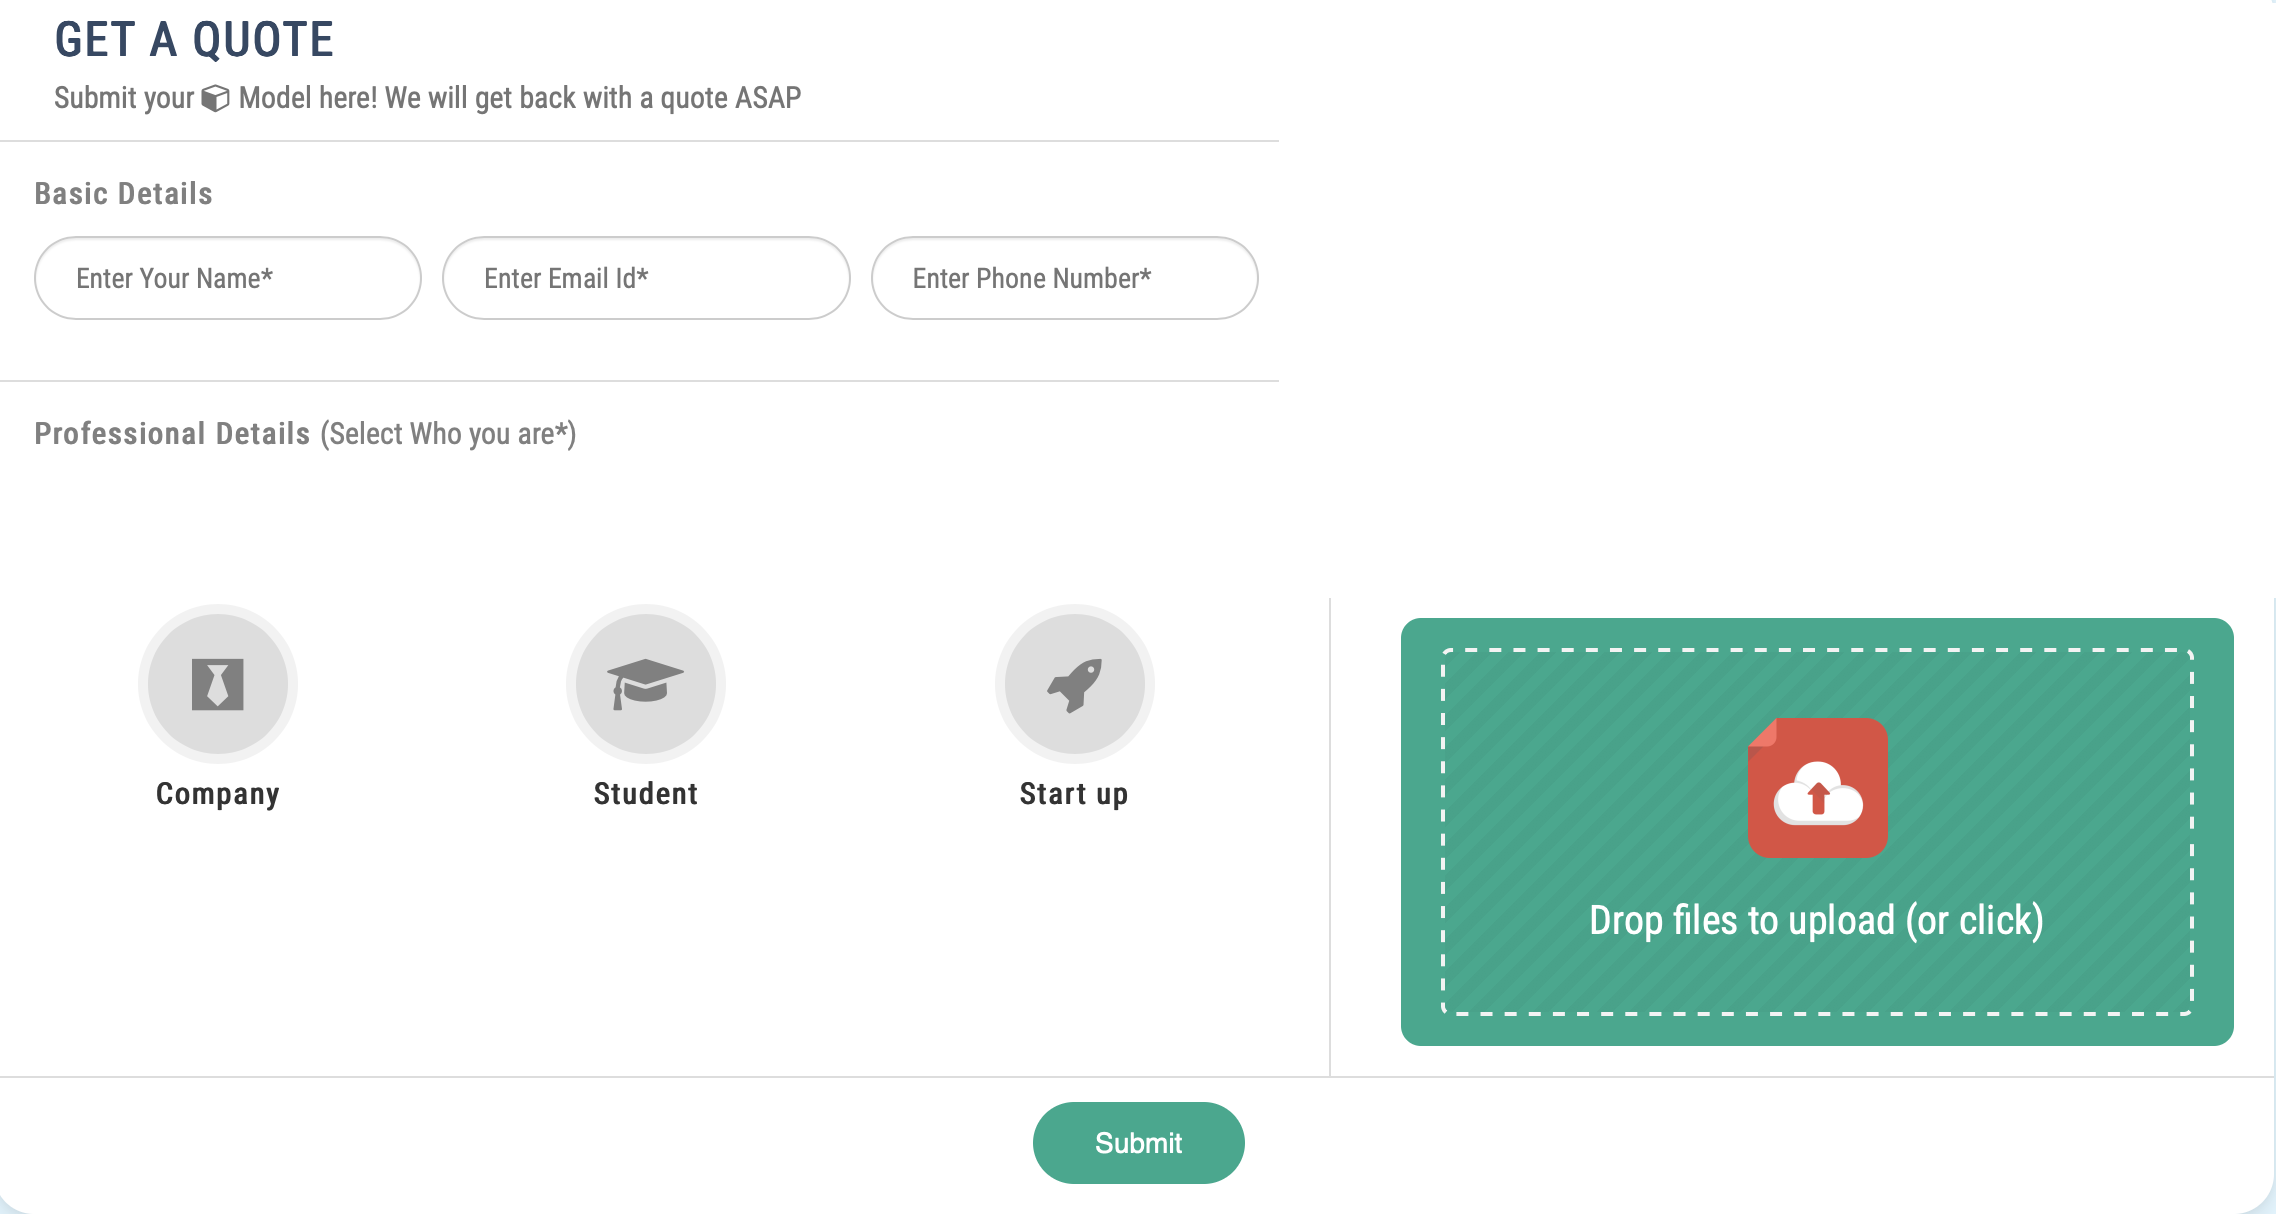 GET A QUOTE
Submit your Model here! We will get back with a quote ASAP
Basic Details
Enter Your Name*
Enter Email Id*
Enter Phone Number*
Professional Details (Select Who you are*)
Company
Student
Start up
Drop files to upload (or click)
Submit